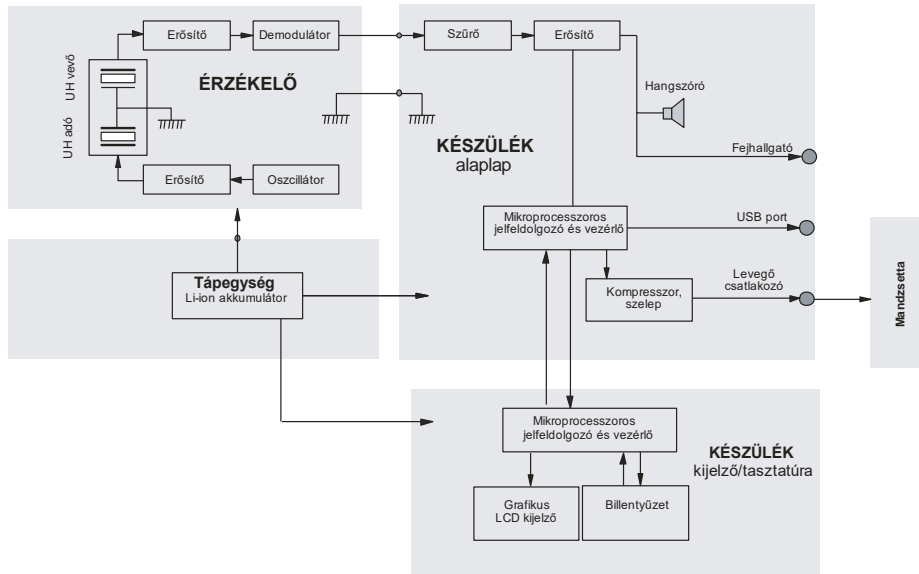 Erősítő
Demodulátor
UH vevő
UH adó
ÉRZÉKELŐ
Erősítő
Oszcillátor
Szűrő
Erősítő
Hangszóró
KÉSZÜLÉK
alaplap
Fejhallgató
Mikroprocesszoros
jelfeldolgozó és vezérlő
USB port
Kompresszor,
szelep
Levegő
csatlakozó
Mandzsetta
Tápegység
Li-ion akkumulátor
Mikroprocesszoros
jelfeldolgozó és vezérlő
KÉSZÜLÉK
kijelző/tasztatúra
Grafikus
LCD kijelző
Billentyűzet